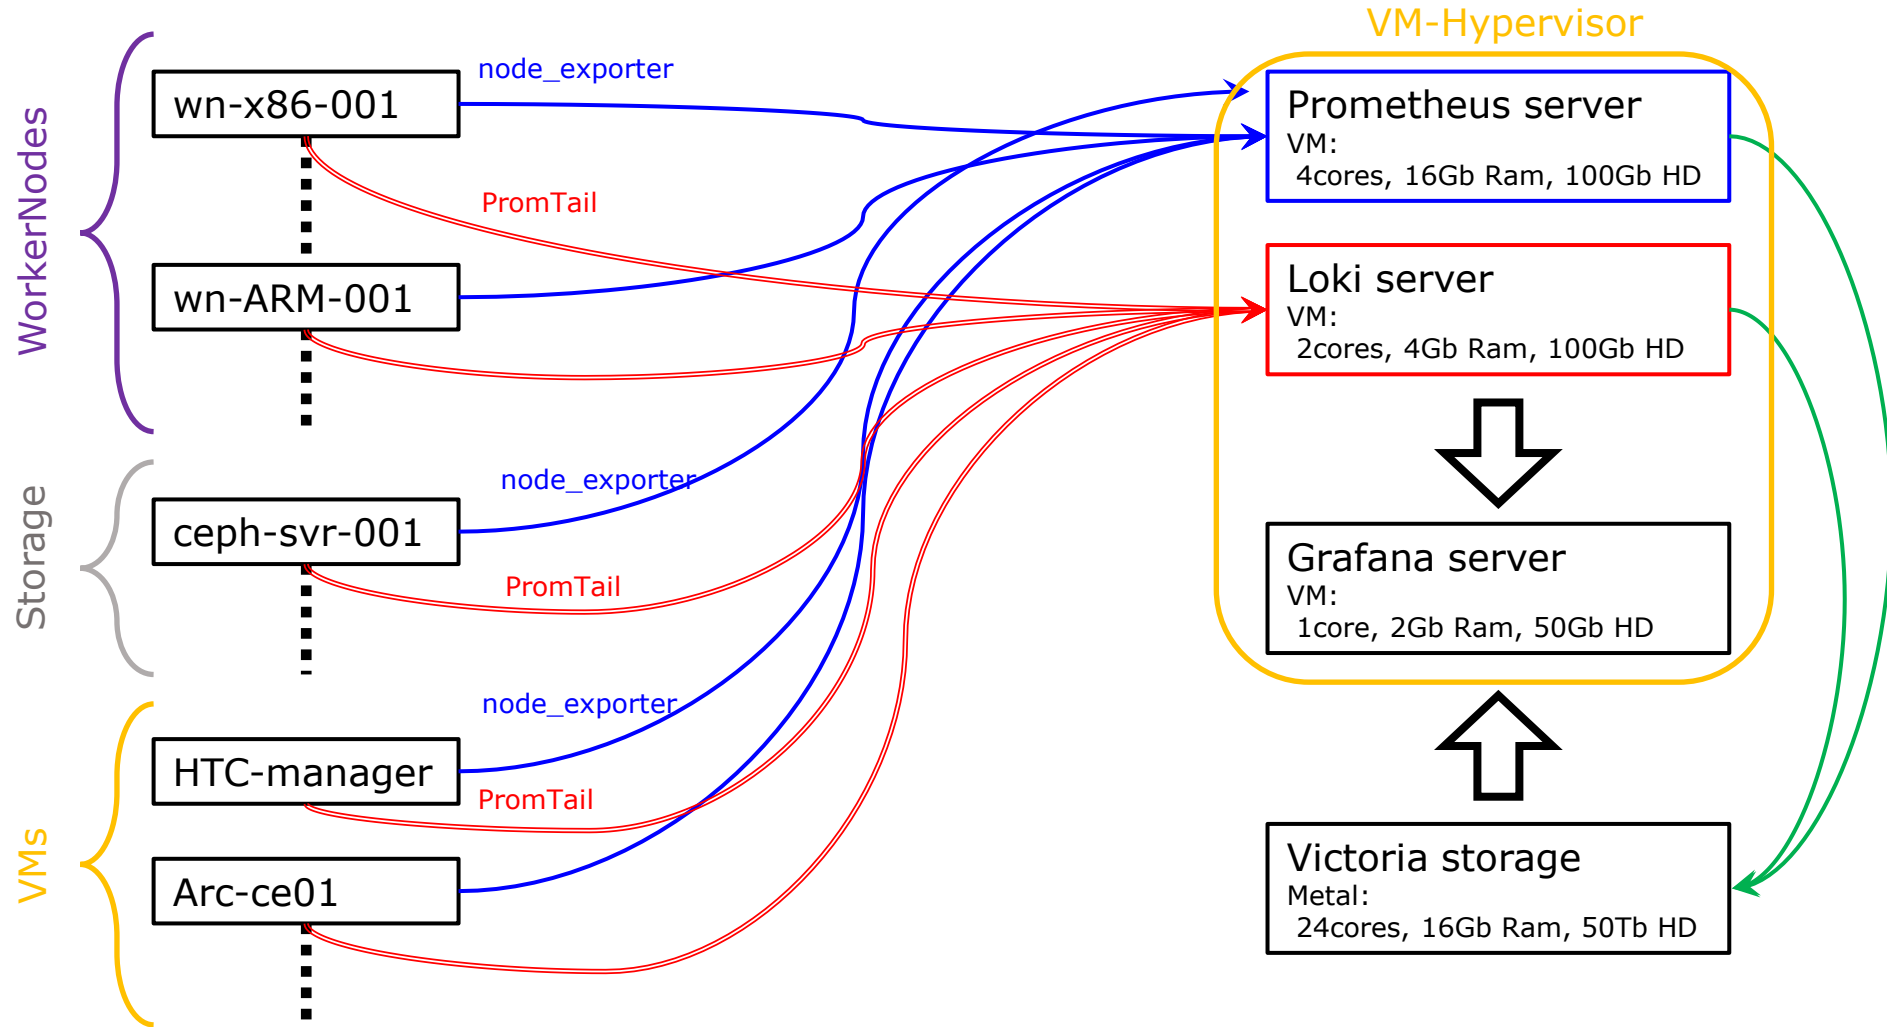 VM-Hypervisor
WorkerNodes
wn-x86-001
node_exporter
PromTail
wn-ARM-001
Storage
ceph-svr-001
node_exporter
PromTail
VMs
HTC-manager
node_exporter
PromTail
Arc-ce01
Prometheus server
VM:
4cores, 16Gb Ram, 100Gb HD
Loki server
VM:
2cores, 4Gb Ram, 100Gb HD
Grafana server
VM:
1core, 2Gb Ram, 50Gb HD
Victoria storage
Metal:
24cores, 16Gb Ram, 50Tb HD